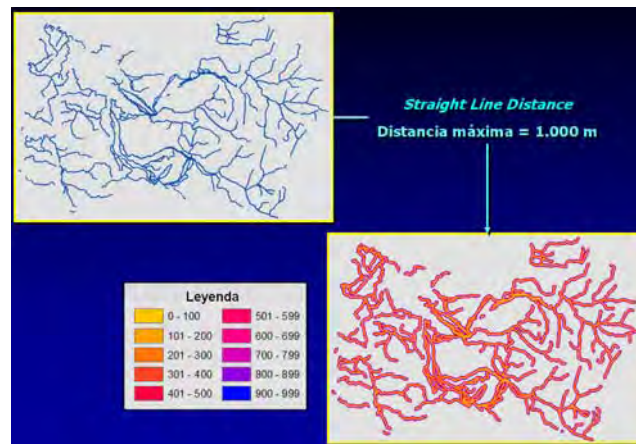 Straight Line Distance
Distancia máxima = 1.000 m
Leyenda
0 - 100
101 - 200
201 - 300
301 - 400
401 - 500
501 - 599
600 - 699
700 - 799
800 - 899
900 - 999